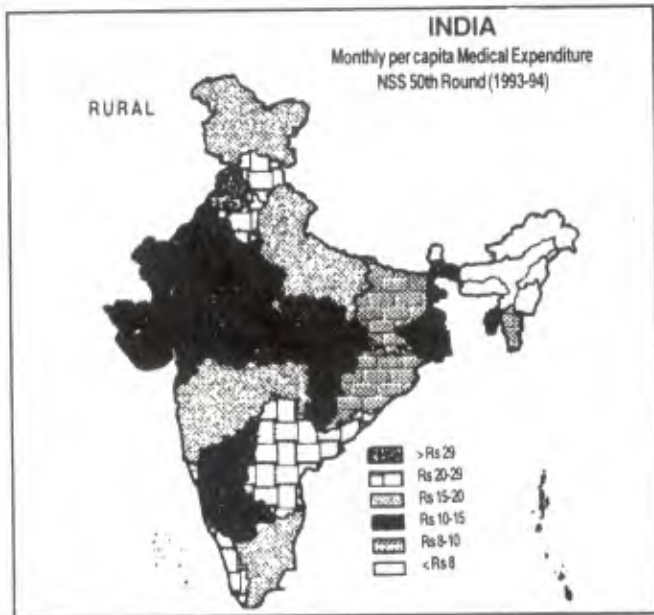 INDIA
Monthly per capita Medical Expenditure
NSS 50th Round (1993-94)
RURAL
> Rs 29
Rs 20-29
Rs 15-20
Rs 10-15
Rs 8-10
< Rs 8